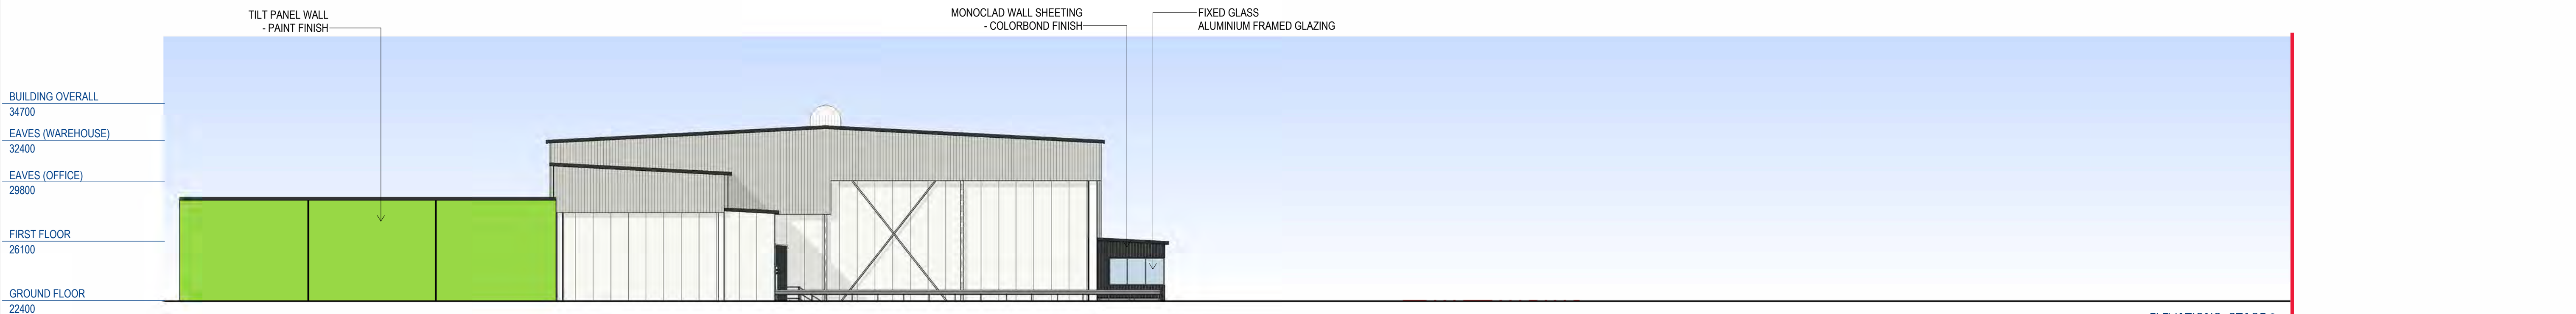 TILT PANEL WALL
- PAINT FINISH
MONOCLAD WALL SHEETING
- COLORBOND FINISH
FIXED GLASS
ALUMINIUM FRAMED GLAZING
BUILDING OVERALL
34700
EAVES (WAREHOUSE)
32400
EAVES (OFFICE)
29800
FIRST FLOOR
26100
GROUND FLOOR
22400